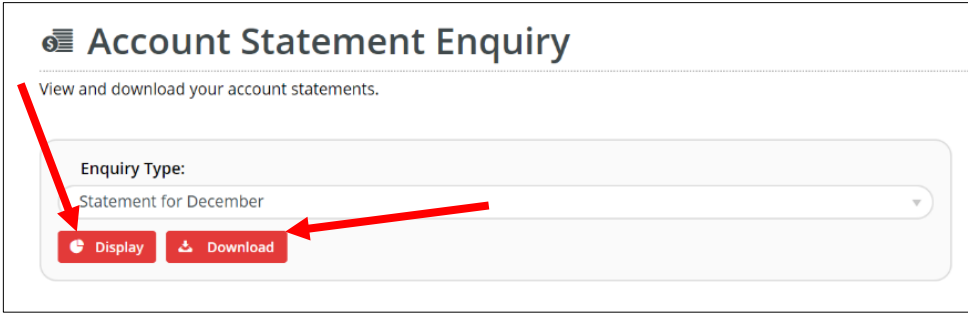 Account Statement Enquiry
View and download your account statements.
Enquiry Type:
Statement for December
Display
Download